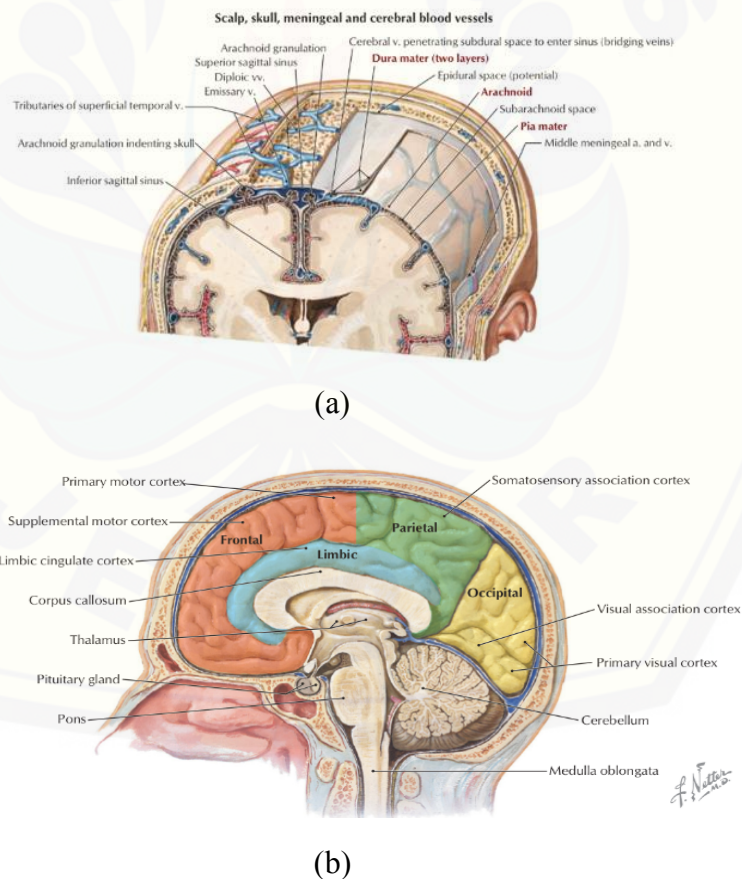 Scalp, skull, meningeal and cerebral blood vessels
Arachnoid granulation
Superior sagittal sinus
Diploic vv.
Emissary v.
Tributaries of superficial temporal v.
Arachnoid granulation indenting skull
Inferior sagittal sinus
Cerebral v. penetrating subdural space to enter sinus (bridging veins)
Dura mater (two layers)
Epidural space (potential)
Arachnoid
Subarachnoid space
Pia mater
Middle meningeal a. and v.
(a)
Primary motor cortex
Supplemental motor cortex
Limbic cingulate cortex
Corpus callosum
Thalamus
Pituitary gland
Pons
Frontal
Limbic
Parietal
Occipital
Somatosensory association cortex
Visual association cortex
Primary visual cortex
Cerebellum
Medulla oblongata
F. Netter
M.D.
(b)